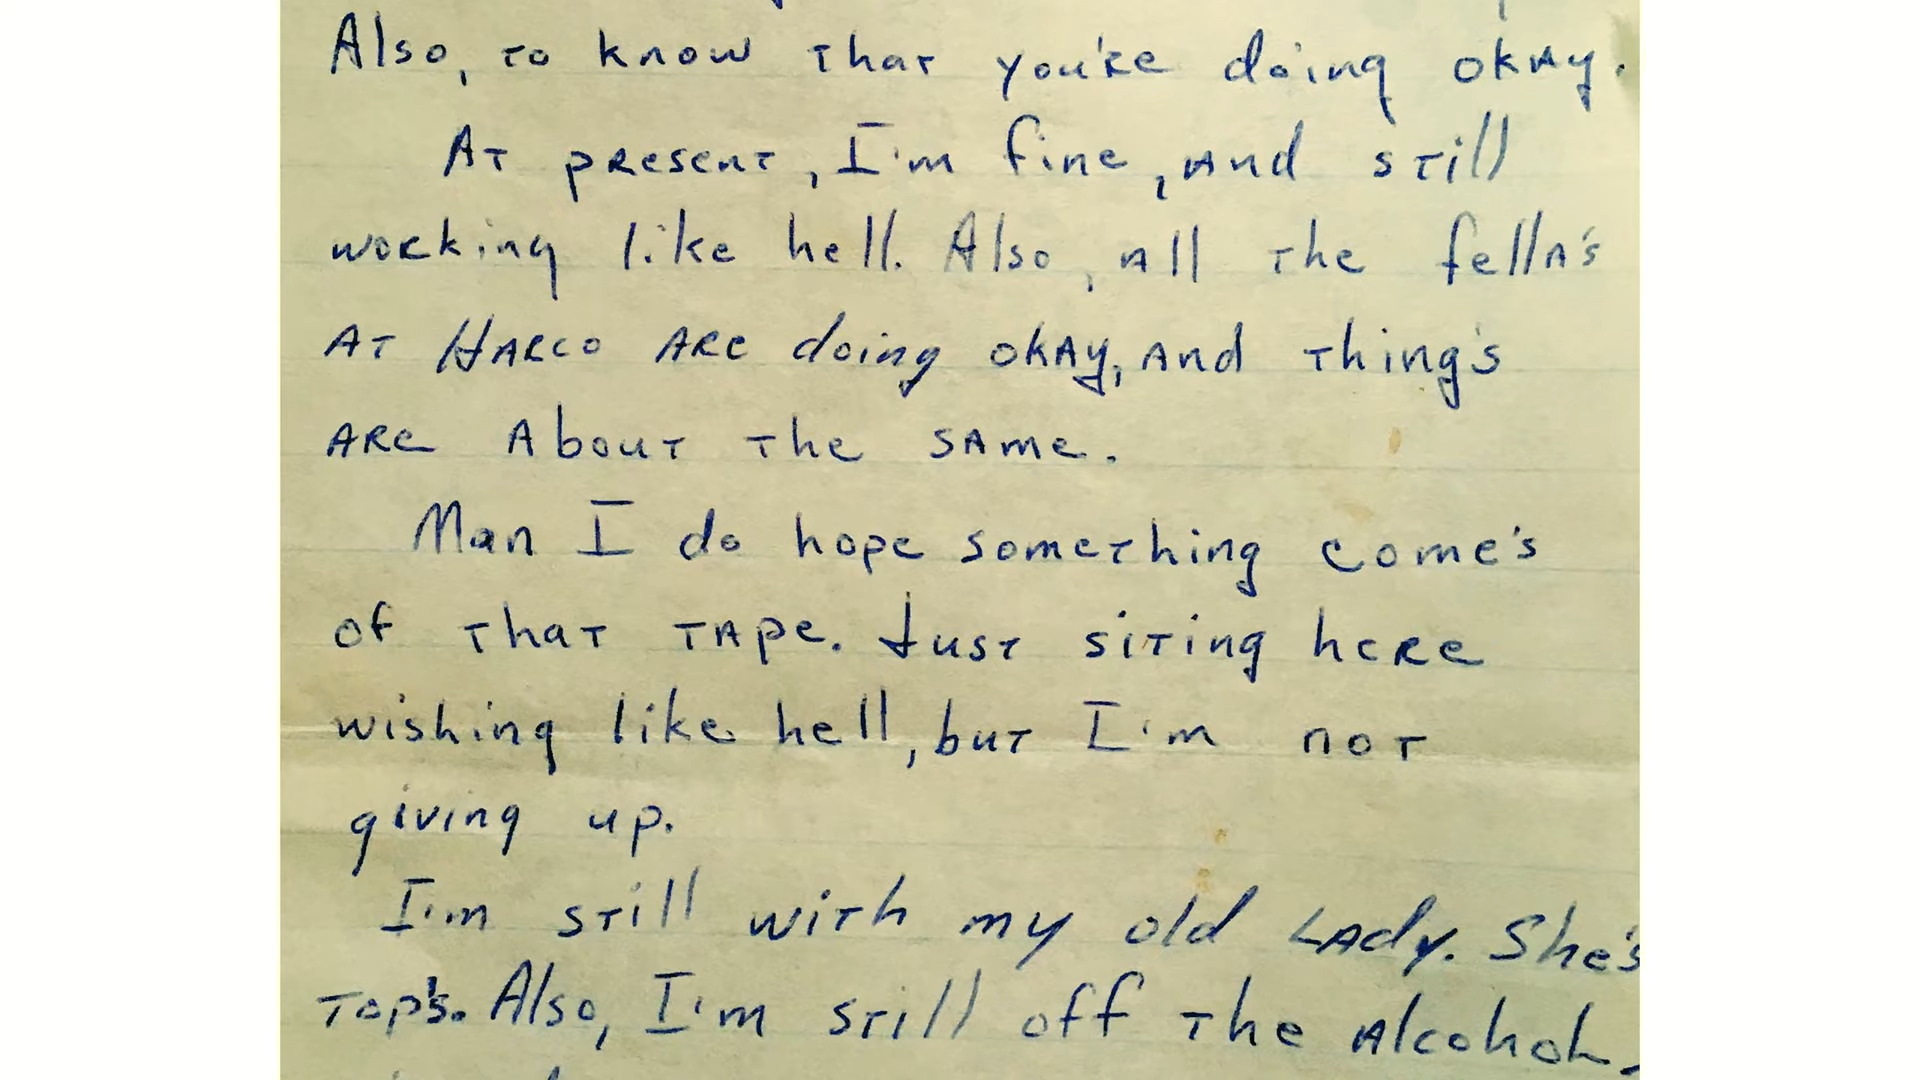 Also, to know that you're doing okay.
At present, I'm fine, and still
working like hell. Also, all the fella's
at Harco are doing okay, and thing's
are about the same.
Man I do hope something come's
of that tape. Just siting here
wishing like hell, but I'm not
giving up.
I'm still with my old lady. She's
top's. Also, I'm still off the alcohol,